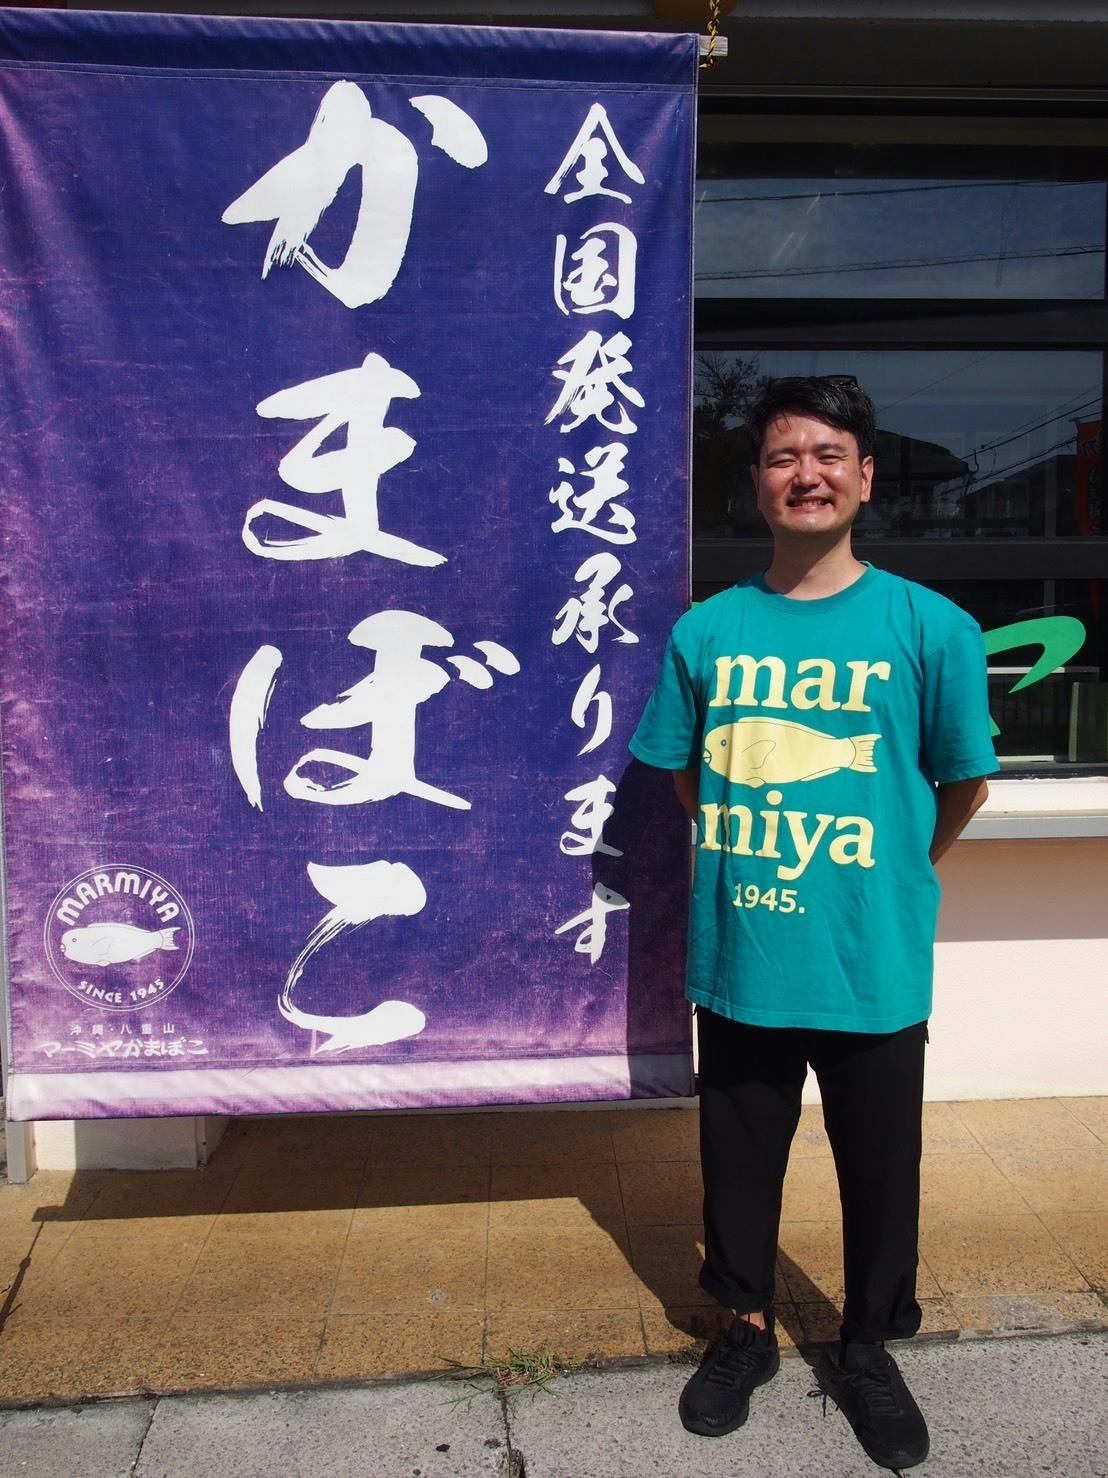 全国発送承ります
かまぼこ
MARMIYA
SINCE 1945
沖縄・八重山
マーミヤかまぼこ
mar
miya
1945.